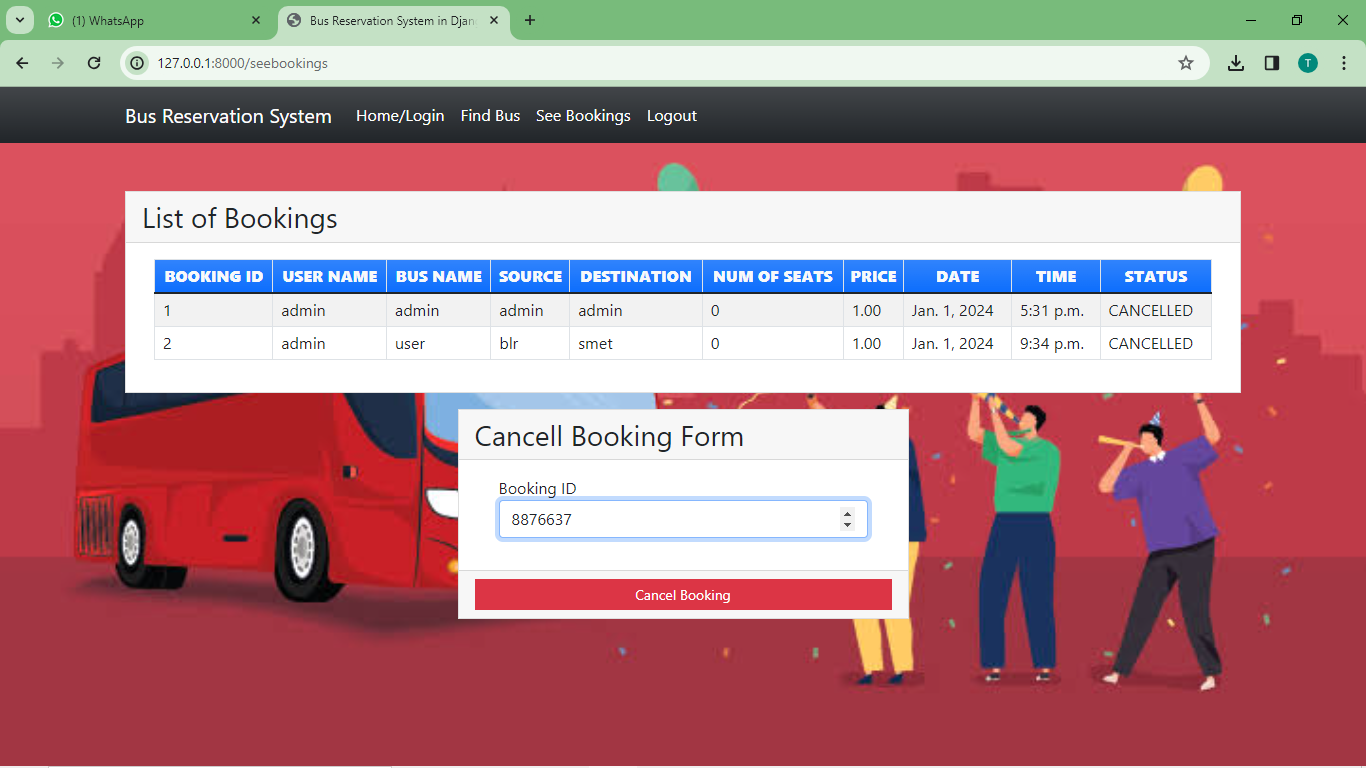 (1) WhatsApp
Bus Reservation System in Djan
127.0.0.1:8000/seebookings
T
Bus Reservation System Home/Login Find Bus See Bookings Logout
List of Bookings
BOOKING ID USER NAME BUS NAME SOURCE DESTINATION NUM OF SEATS PRICE DATE TIME STATUS
1 admin admin admin admin 0 1.00 Jan. 1, 2024 5:31 p.m. CANCELLED
2 admin user blr smet 0 1.00 Jan. 1, 2024 9:34 p.m. CANCELLED
Cancell Booking Form
Booking ID
8876637
Cancel Booking